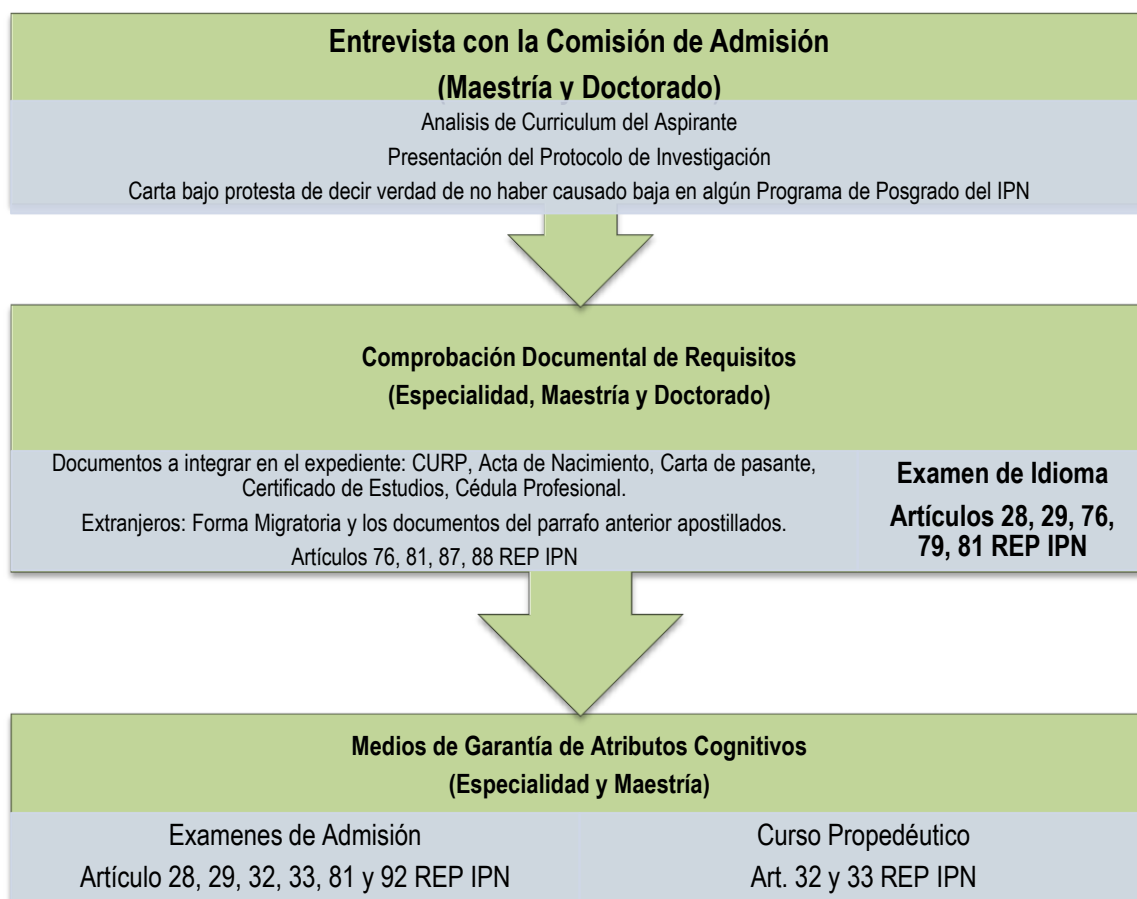 Entrevista con la Comisión de Admisión
(Maestría y Doctorado)
Analisis de Curriculum del Aspirante
Presentación del Protocolo de Investigación
Carta bajo protesta de decir verdad de no haber causado baja en algún Programa de Posgrado del IPN
Comprobación Documental de Requisitos
(Especialidad, Maestría y Doctorado)
Documentos a integrar en el expediente: CURP, Acta de Nacimiento, Carta de pasante,
Certificado de Estudios, Cédula Profesional.
Extranjeros: Forma Migratoria y los documentos del parrafo anterior apostillados.
Artículos 76, 81, 87, 88 REP IPN
Examen de Idioma
Artículos 28, 29, 76,
79, 81 REP IPN
Medios de Garantía de Atributos Cognitivos
(Especialidad y Maestría)
Examenes de Admisión
Artículo 28, 29, 32, 33, 81 y 92 REP IPN
Curso Propedéutico
Art. 32 y 33 REP IPN